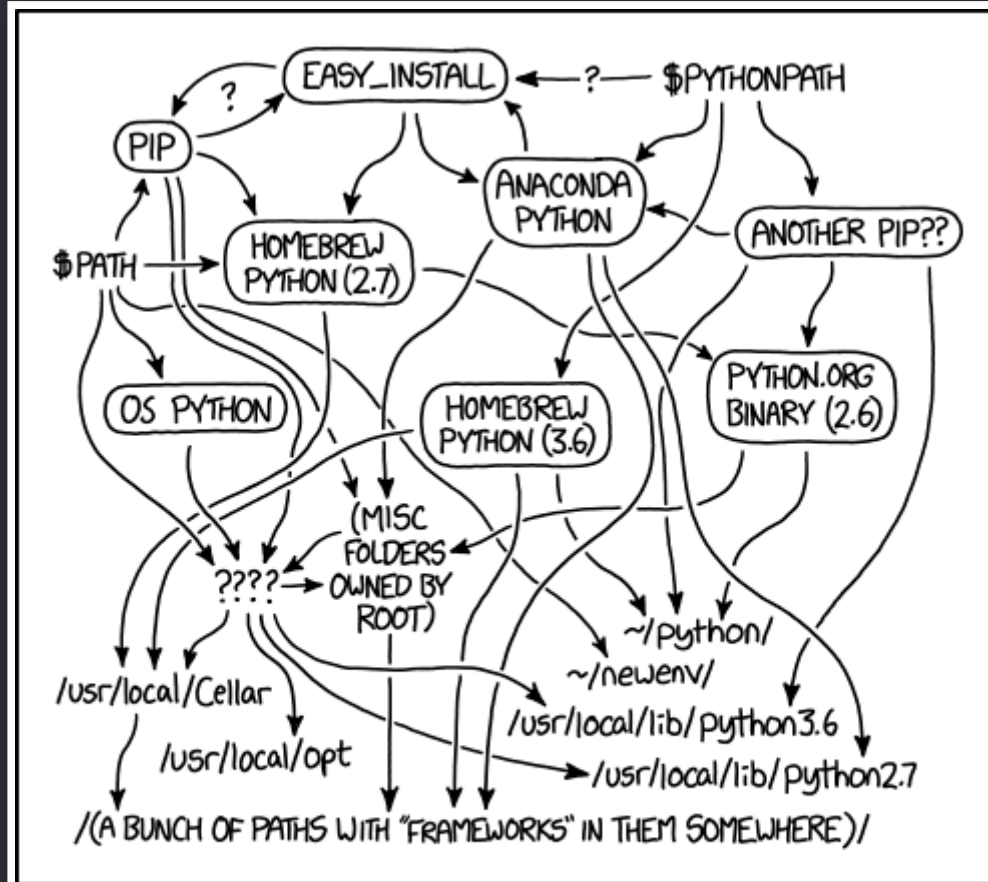 EASY_INSTALL
?
$PYTHONPATH
?
PIP
ANACONDA
PYTHON
ANOTHER PIP??
HOMEBREW
PYTHON (2.7)
$PATH
OS PYTHON
HOMEBREW
PYTHON (3.6)
PYTHON.ORG
BINARY (2.6)
(MISC
FOLDERS
OWNED BY
ROOT)
????
~/python/
~/newenv/
/usr/local/Cellar
/usr/local/lib/python3.6
/usr/local/opt
/usr/local/lib/python2.7
/(A BUNCH OF PATHS WITH "FRAMEWORKS" IN THEM SOMEWHERE)/